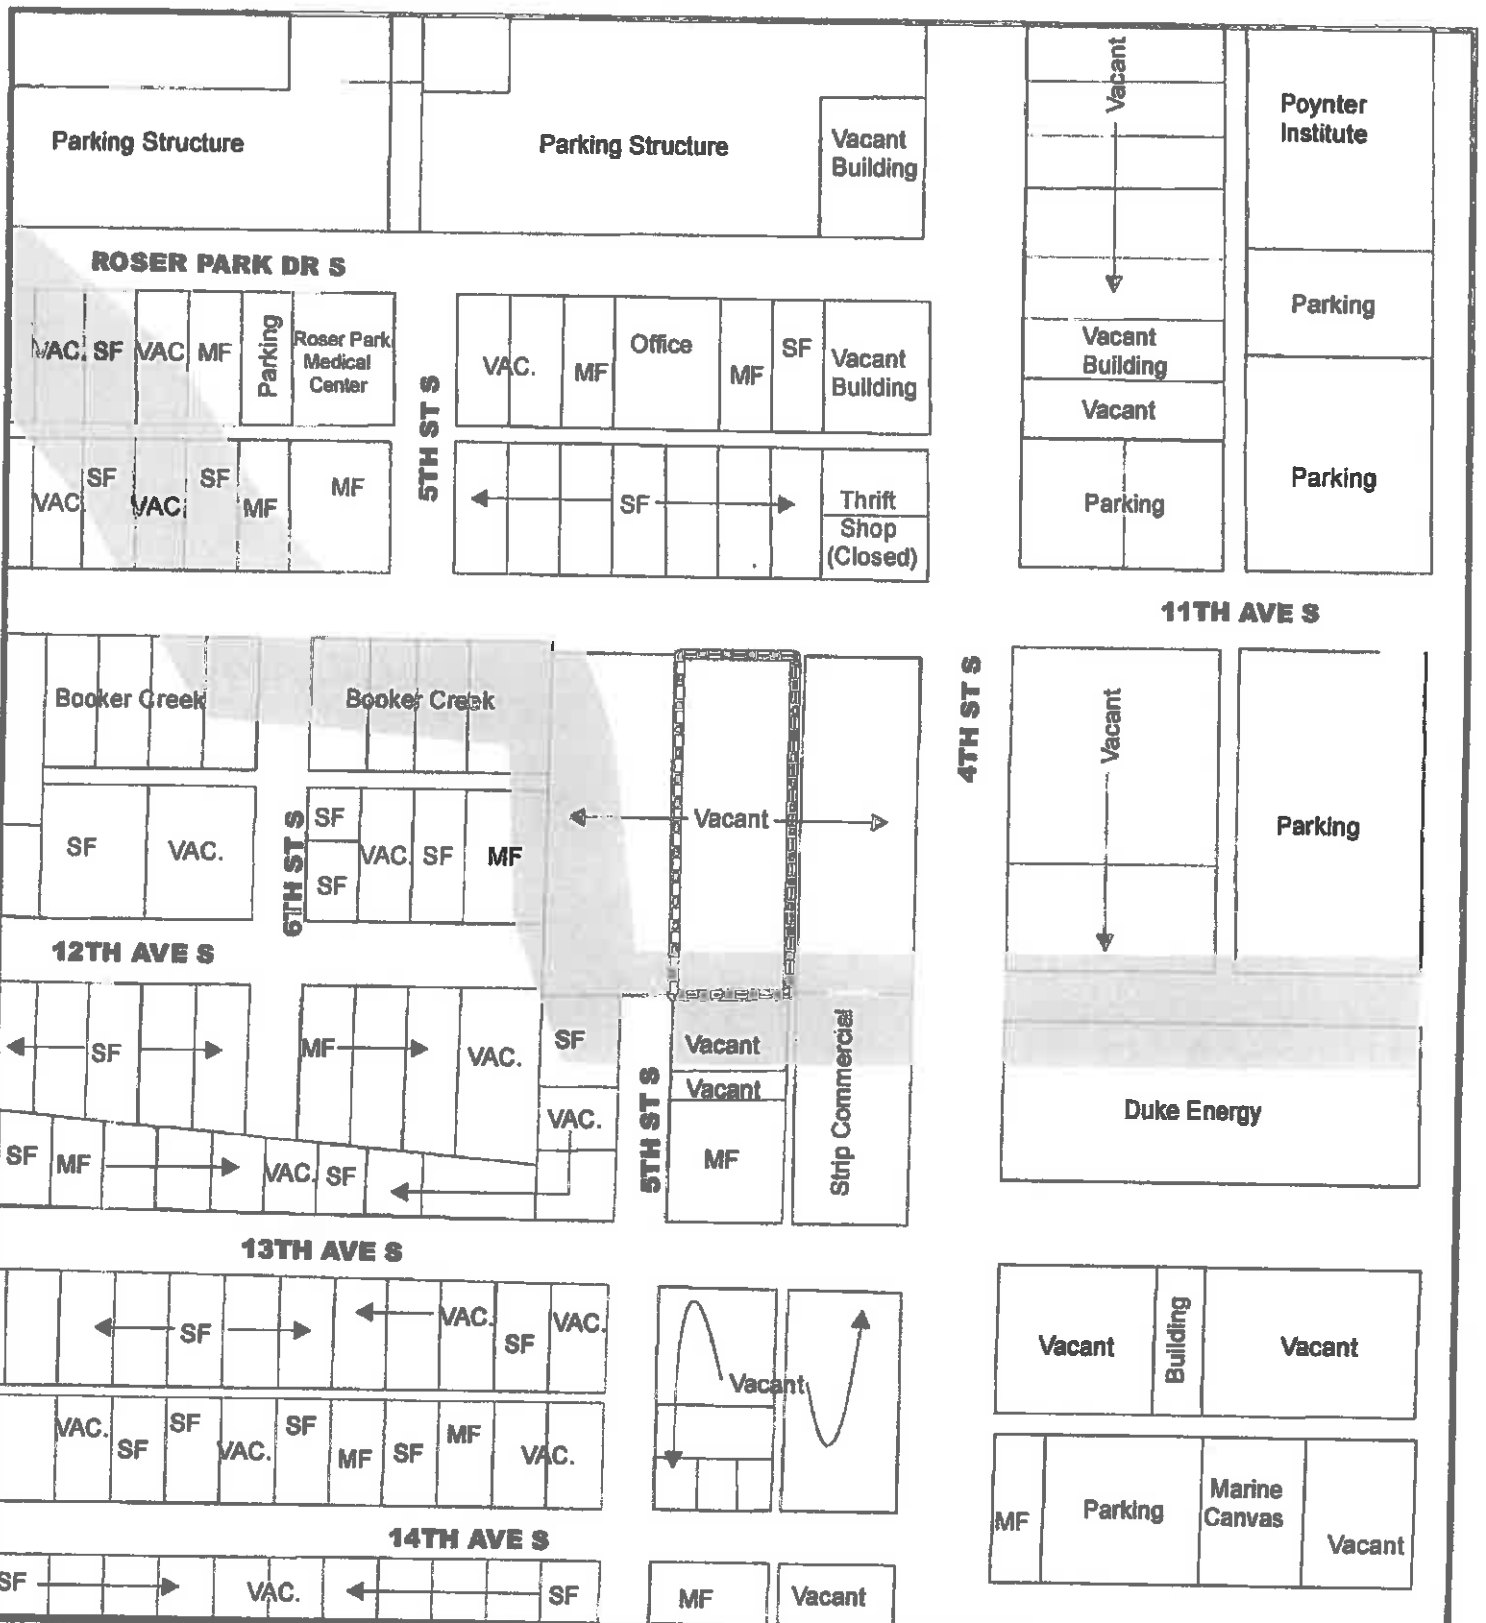 Parking Structure
Parking Structure
Vacant
Building
Vacant
Poynter
Institute
ROSER PARK DR S
Parking
VAC.
SF
VAC
MF
Parking
Roser Park
Medical
Center
5TH ST S
VAC.
MF
Office
MF
SF
Vacant
Building
Vacant
Building
Vacant
VAC.
SF
VAC.
SF
MF
MF
SF
Thrift
Shop
(Closed)
Parking
Parking
11TH AVE S
Booker Creek
Booker Creek
4TH ST S
Vacant
Vacant
Parking
SF
VAC.
6TH ST S
SF
SF
VAC.
SF
MF
12TH AVE S
SF
MF
VAC.
SF
VAC.
5TH ST S
Vacant
Vacant
MF
Strip Commercial
Duke Energy
SF
MF
VAC.
SF
13TH AVE S
SF
VAC.
SF
VAC.
Vacant
Vacant
Building
Vacant
VAC.
SF
SF
VAC.
SF
MF
SF
MF
VAC.
MF
Parking
Marine
Canvas
Vacant
14TH AVE S
SF
VAC.
SF
MF
Vacant